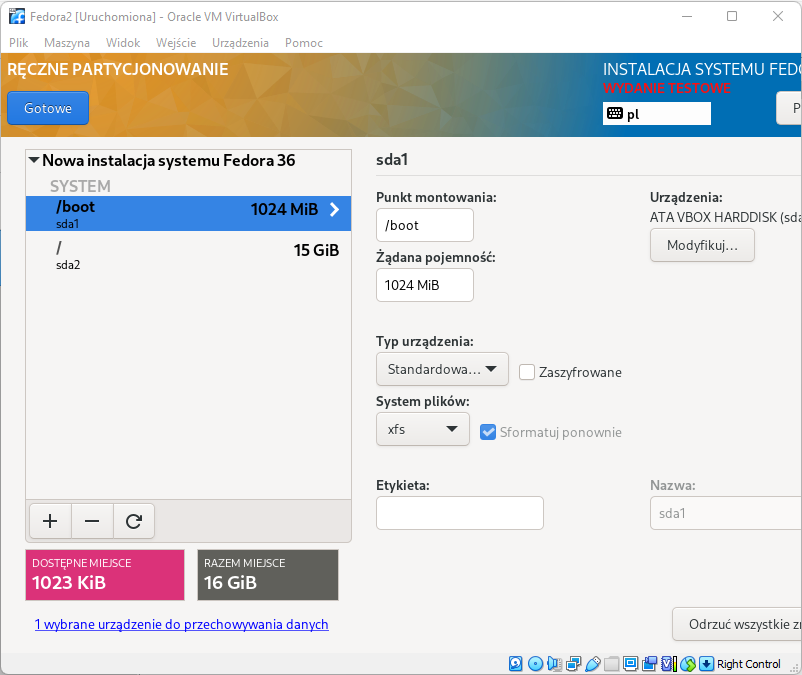 Fedora2 [Uruchomiona] - Oracle VM VirtualBox
Plik Maszyna Widok Wejście Urządzenia Pomoc
RĘCZNE PARTYCJONOWANIE
INSTALACJA SYSTEMU FEDO
WYDANIE TESTOWE
Gotowe
pl
P
Nowa instalacja systemu Fedora 36
SYSTEM
/boot 1024 MiB
sda1
/ 15 GiB
sda2
sda1
Punkt montowania:
/boot
Żądana pojemność:
1024 MiB
Urządzenia:
ATA VBOX HARDDISK (sda
Modyfikuj…
Typ urządzenia:
Standardowa… Zaszyfrowane
System plików:
xfs Sformatuj ponownie
Etykieta:
Nazwa:
sda1
DOSTĘPNE MIEJSCE
1023 KiB
RAZEM MIEJSCE
16 GiB
1 wybrane urządzenie do przechowywania danych
Odrzuć wszystkie zm
Right Control